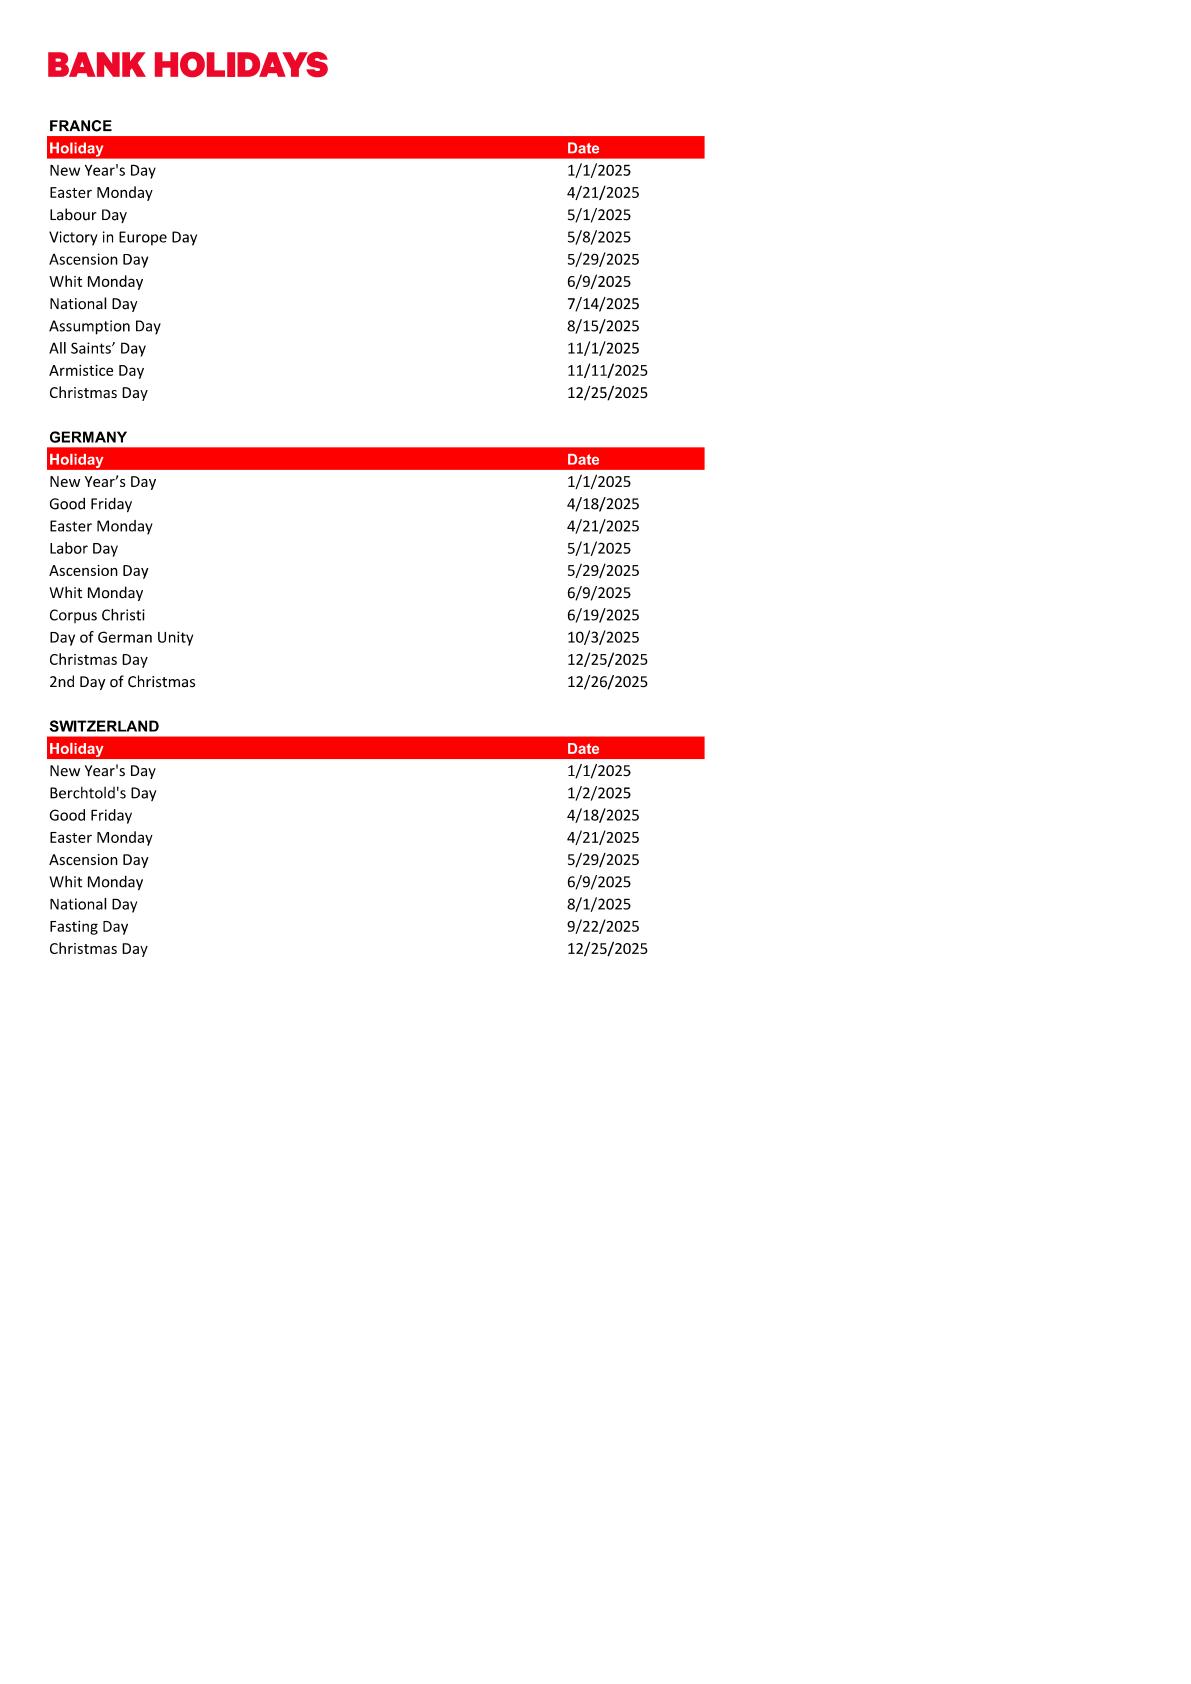 BANK HOLIDAYS
FRANCE
Holiday Date
New Year's Day 1/1/2025
Easter Monday 4/21/2025
Labour Day 5/1/2025
Victory in Europe Day 5/8/2025
Ascension Day 5/29/2025
Whit Monday 6/9/2025
National Day 7/14/2025
Assumption Day 8/15/2025
All Saints’ Day 11/1/2025
Armistice Day 11/11/2025
Christmas Day 12/25/2025
GERMANY
Holiday Date
New Year’s Day 1/1/2025
Good Friday 4/18/2025
Easter Monday 4/21/2025
Labor Day 5/1/2025
Ascension Day 5/29/2025
Whit Monday 6/9/2025
Corpus Christi 6/19/2025
Day of German Unity 10/3/2025
Christmas Day 12/25/2025
2nd Day of Christmas 12/26/2025
SWITZERLAND
Holiday Date
New Year's Day 1/1/2025
Berchtold's Day 1/2/2025
Good Friday 4/18/2025
Easter Monday 4/21/2025
Ascension Day 5/29/2025
Whit Monday 6/9/2025
National Day 8/1/2025
Fasting Day 9/22/2025
Christmas Day 12/25/2025